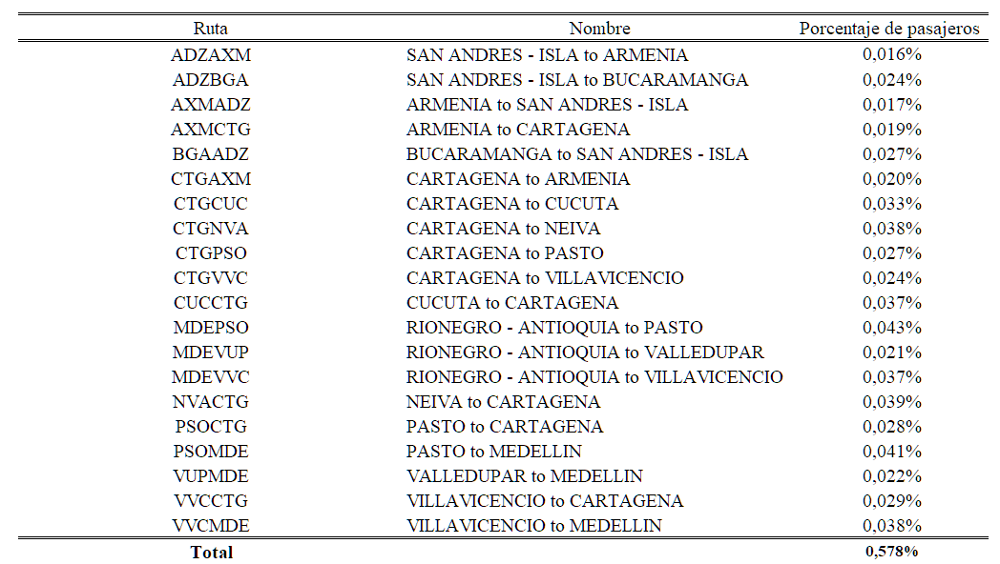 Ruta Nombre Porcentaje de pasajeros
ADZAXM SAN ANDRES - ISLA to ARMENIA 0,016%
ADZBGA SAN ANDRES - ISLA to BUCARAMANGA 0,024%
AXMADZ ARMENIA to SAN ANDRES - ISLA 0,017%
AXMCTG ARMENIA to CARTAGENA 0,019%
BGAADZ BUCARAMANGA to SAN ANDRES - ISLA 0,027%
CTGAXM CARTAGENA to ARMENIA 0,020%
CTGCUC CARTAGENA to CUCUTA 0,033%
CTGNVA CARTAGENA to NEIVA 0,038%
CTGPSO CARTAGENA to PASTO 0,027%
CTGVVC CARTAGENA to VILLAVICENCIO 0,024%
CUCCTG CUCUTA to CARTAGENA 0,037%
MDEPSO RIONEGRO - ANTIOQUIA to PASTO 0,043%
MDEVUP RIONEGRO - ANTIOQUIA to VALLEDUPAR 0,021%
MDEVVC RIONEGRO - ANTIOQUIA to VILLAVICENCIO 0,037%
NVACTG NEIVA to CARTAGENA 0,039%
PSOCTG PASTO to CARTAGENA 0,028%
PSOMDE PASTO to MEDELLIN 0,041%
VUPMDE VALLEDUPAR to MEDELLIN 0,022%
VVCCTG VILLAVICENCIO to CARTAGENA 0,029%
VVCMDE VILLAVICENCIO to MEDELLIN 0,038%
Total 0,578%